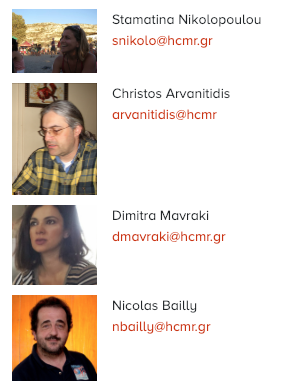 Stamatina Nikolopoulou
snikolo@hcmr.gr
Christos Arvanitidis
arvanitidis@hcmr
Dimitra Mavraki
dmavraki@hcmr.gr
Nicolas Bailly
nbailly@hcmr.gr